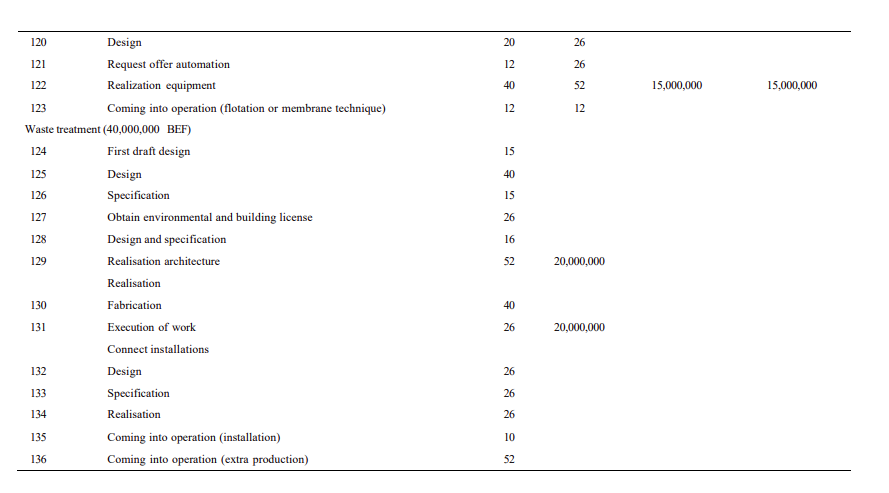 120 Design 20 26
121 Request offer automation 12 26
122 Realization equipment 40 52 15,000,000 15,000,000
123 Coming into operation (flotation or membrane technique) 12 12
Waste treatment (40,000,000 BEF)
124 First draft design 15
125 Design 40
126 Specification 15
127 Obtain environmental and building license 26
128 Design and specification 16
129 Realisation architecture 52 20,000,000
Realisation
130 Fabrication 40
131 Execution of work 26 20,000,000
Connect installations
132 Design 26
133 Specification 26
134 Realisation 26
135 Coming into operation (installation) 10
136 Coming into operation (extra production) 52